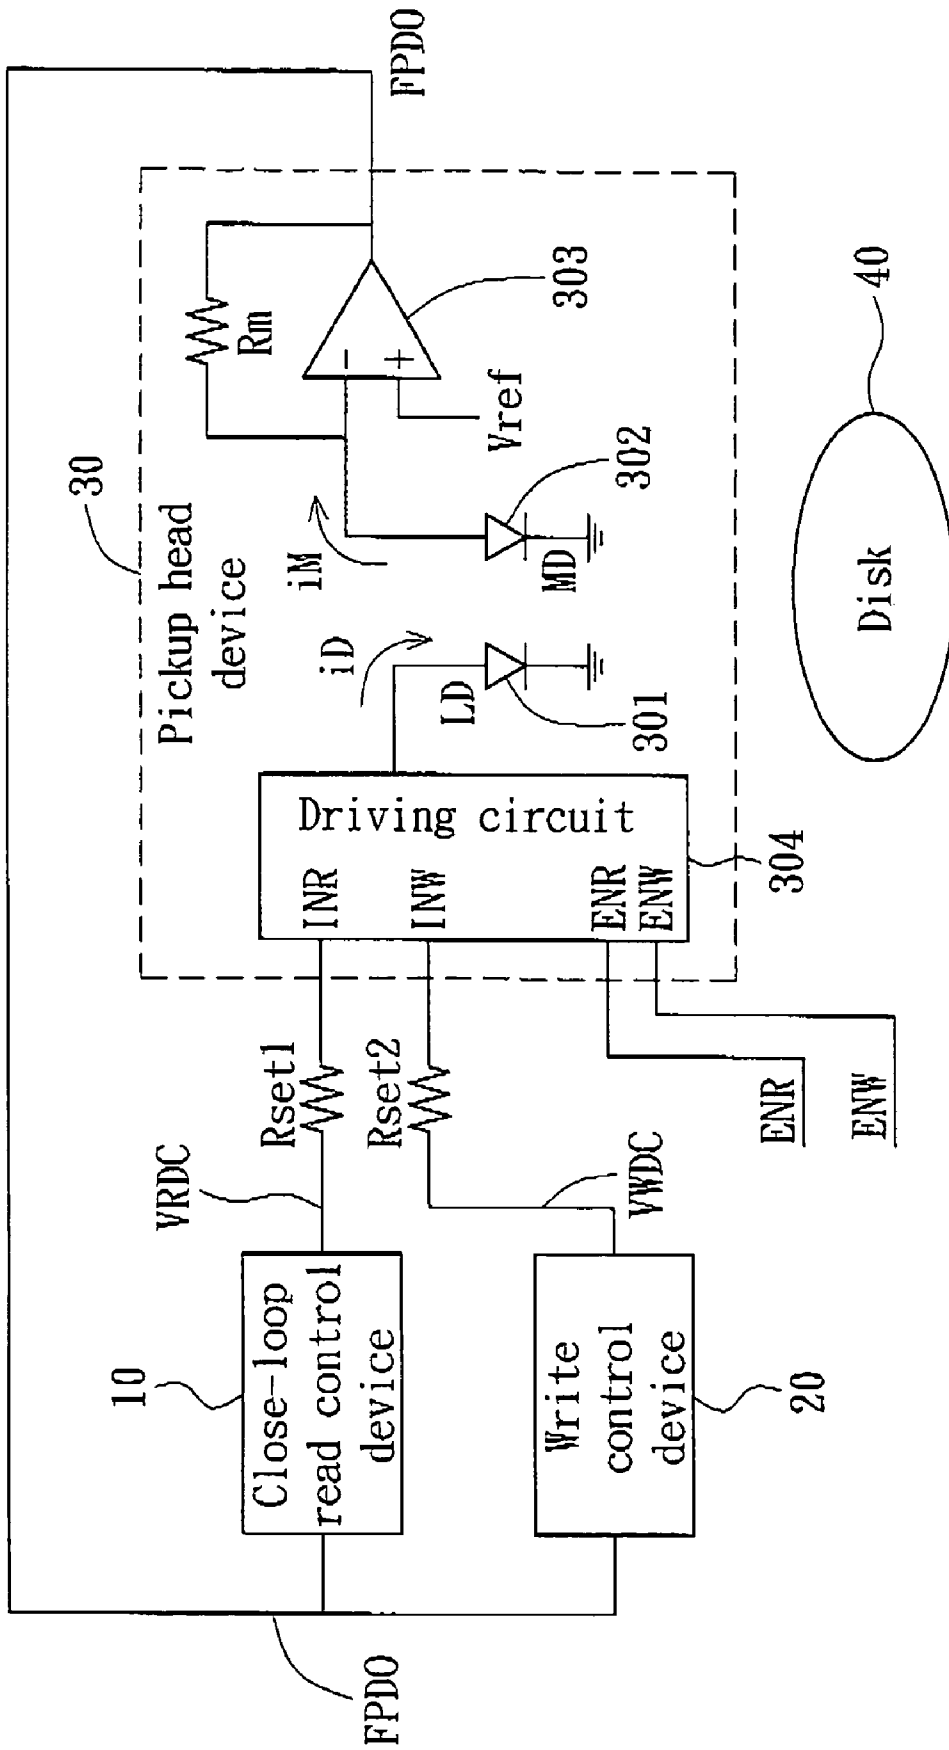 FPDO
10
Close-loop
read control
device
VRDC
Rset1
Write
control
device
20
VWDC
Rset2
ENR
ENW
30
Pickup head
device
Driving circuit
INR
INW
ENR
ENW
304
iD
LD
301
iM
MD
302
Rm
−
+
Vref
303
FPDO
Disk
40